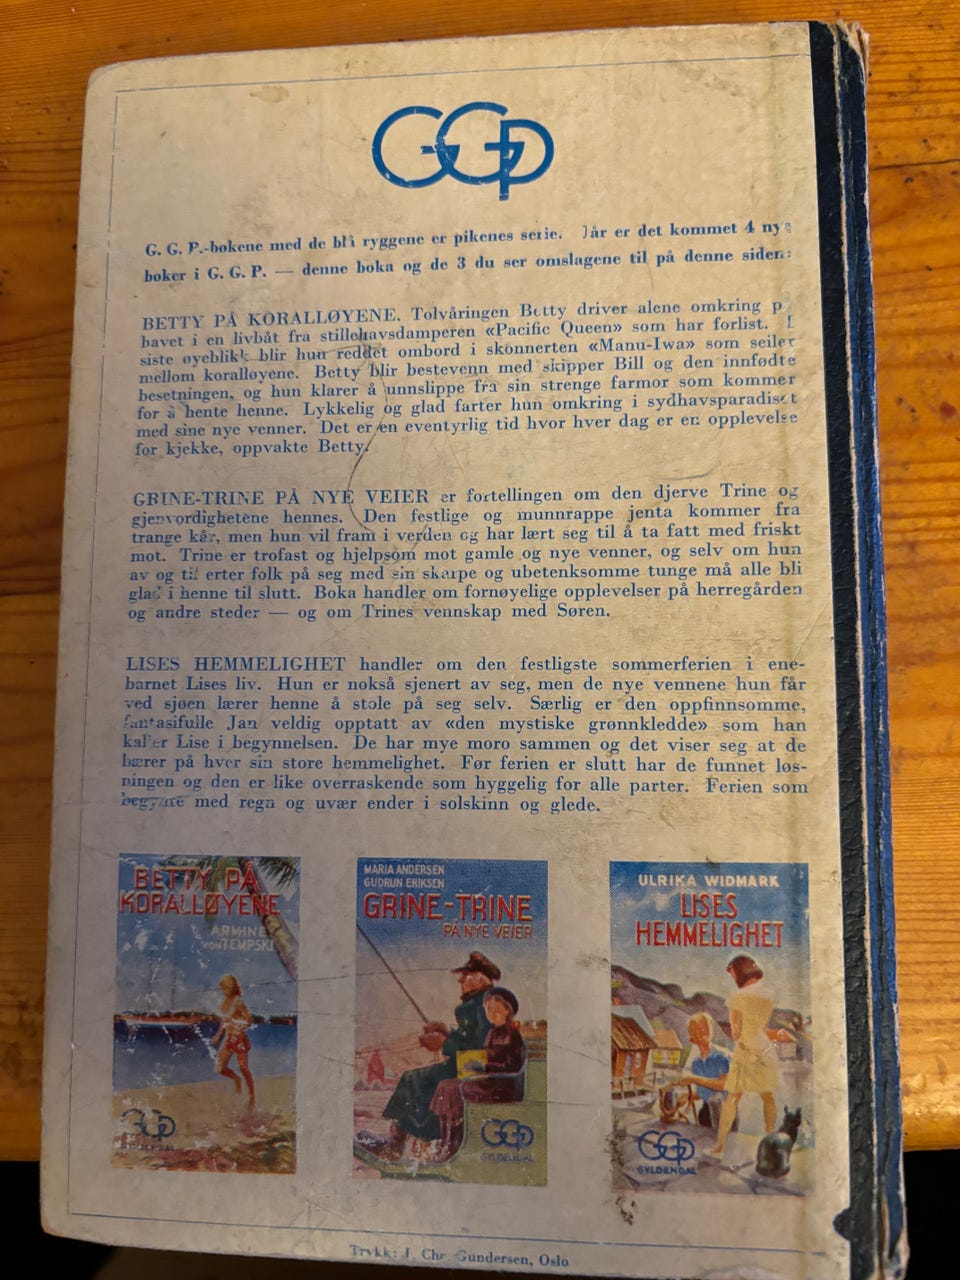 GGP
G. G. P.-bøkene med de blå ryggene er pikenes serie. I år er det kommet 4 nye
bøker i G. G. P. — denne boka og de 3 du ser omslagene til på denne siden:
BETTY PÅ KORALLØYENE. Tolvåringen Betty driver alene omkring på
havet i en livbåt fra stillehavsdamperen «Pacific Queen» som har forlist. I
siste øyeblikk blir hun reddet ombord i skonnerten «Manu-Iwa» som seiler
mellom koralløyene. Betty blir bestevenn med skipper Bill og den innfødte
besetningen, og hun klarer å unnslippe fra sin strenge farmor som kommer
for å hente henne. Lykkelig og glad farter hun omkring i sydhavsparadiset
med sine nye venner. Det er en eventyrlig tid hvor hver dag er en opplevelse
for kjekke, oppvakte Betty.
GRINE-TRINE PÅ NYE VEIER er fortellingen om den djerve Trine og
gjenvordighetene hennes. Den festlige og munnrappe jenta kommer fra
trange kår, men hun vil fram i verden og har lært seg til å ta fatt med friskt
mot. Trine er trofast og hjelpsom mot gamle og nye venner, og selv om hun
av og til erter folk på seg med sin skarpe og ubetenksomme tunge må alle bli
glad i henne til slutt. Boka handler om fornøyelige opplevelser på herregården
og andre steder — og om Trines vennskap med Søren.
LISES HEMMELIGHET handler om den festligste sommerferien i ene-
barnet Lises liv. Hun er nokså sjenert av seg, men de nye vennene hun får
ved sjøen lærer henne å stole på seg selv. Særlig er den oppfinnsomme,
fantasifulle Jan veldig opptatt av «den mystiske grønnkledde» som han
kaller Lise i begynnelsen. De har mye moro sammen og det viser seg at de
bærer på hver sin store hemmelighet. Før ferien er slutt har de funnet løs-
ningen og den er like overraskende som hyggelig for alle parter. Ferien som
begynte med regn og uvær ender i solskinn og glede.
BETTY PÅ
KORALLØYENE
ARMINE
VON TEMPSKI
GGP
GYLDENDAL
MARIA ANDERSEN
GUDRUN ERIKSEN
GRINE-TRINE
PÅ NYE VEIER
GGP
GYLDENDAL
ULRIKA WIDMARK
LISES
HEMMELIGHET
GGP
GYLDENDAL
Trykk: J. Chr. Gundersen, Oslo